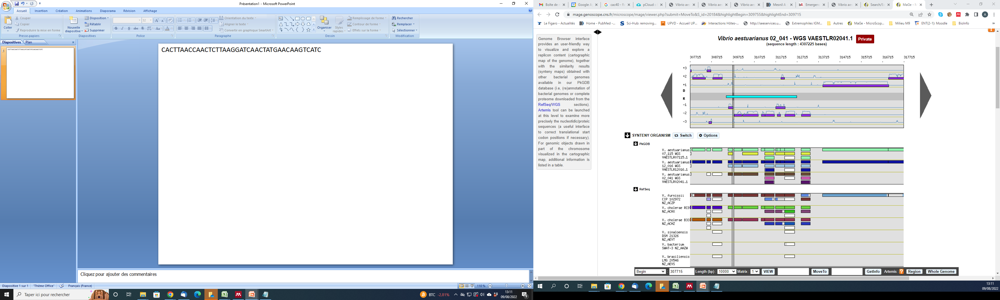 Présentation1 - Microsoft PowerPoint
Accueil Insertion Création Animations Diaporama Révision Affichage
Coller
Couper
Copier
Reproduire la mise en forme
Presse-papiers
Nouvelle diapositive
Disposition
Rétablir
Supprimer
Diapositives
32
Police
Orientation du texte
Aligner le texte
Convertir en graphique SmartArt
Paragraphe
Organiser
Styles rapides
Remplissage de forme
Contour de forme
Effets sur la forme
Dessin
Rechercher
Remplacer
Sélectionner
Modification
Diapositives Plan
1
CACTTAACCAACTCTTAAGGATCAACTATGAACAAGTCATC
Cliquez pour ajouter des commentaires
Diapositive 1 sur 1 "Thème Office" Français (France) 110 %
Taper ici pour rechercher
BTC -2,81%
13:11
09/08/2022
Boîte de Google A cac40 - R pCloud Vibrio aes Vibrio aes Vibrio aes Mesnil A Emergen Vibrio aes Search/E MaGe - M
mage.genoscope.cns.fr/microscope/mage/viewer.php?submit=MoveTo&S_id=20184&highlightBegin=309755&highlightEnd=309715
Le Figaro - Actualités Home - PubMed -... Sci-Hub: removing... UPVD - Accueil UP... Interactions Hôtes-... http://seeservices.u... Extremophiles IGM... Autres MaGe - MicroScop... Milieu M9 ENT(2-1): Moodle BioInfo
Genome Browser interface
provides an user-friendly way
to visualize and explore a
replicon content (cartographic
map of the genome), together
with the similarity results
(synteny maps) obtained with
other bacterial genomes
available in our PkGDB
database (i.e, (re)annotation of
bacterial genomes or complete
proteome downloaded from the
RefSeq/WGS sections).
Artemis tool can be launched
at this level to examine more
precisely the nucleotidic/proteic
sequences (a useful interface
to correct translational start
codon positions if necessary).
For genomic objects drawn in
part of the chromosome
visualized in the cartographic
map, additional information is
listed in a table.
Vibrio aestuarianus 02_041 - WGS VAESTLR02041.1 Private
(sequence length : 4307225 bases)
307715 308715 309715 310715 311715 312715 313715 314715 315715 316715 317715
+3
+2
+1
D
R
-1
-2
-3
SYNTENY ORGANISM Switch Options
PkGDB
V. aestuarianus
07_115 WGS
VAESTLR07115.1
V. aestuarianus
12_016 WGS
VAESTLR12016.1
V. aestuarianus
02_041 WGS
VAESTLR02041.1
RefSeq
V. furnissii
CIP 102972
NZ_ACZP
V. cholerae RC9
NZ_ACHX
V. cholerae B33
NZ_ACHZ
V. sinaloensis
DSM 21326
NZ_AEVT
V. bacterium
SWAT-3 NZ_AAZW
V. brasiliensis
LMG 20546
NZ_AEVS
Begin : 307715 Length (bp) : 10000 Matrix : 1 VIEW MoveTo GetInfo Artemis : ? Region Whole Genome
13:11
09/08/2022